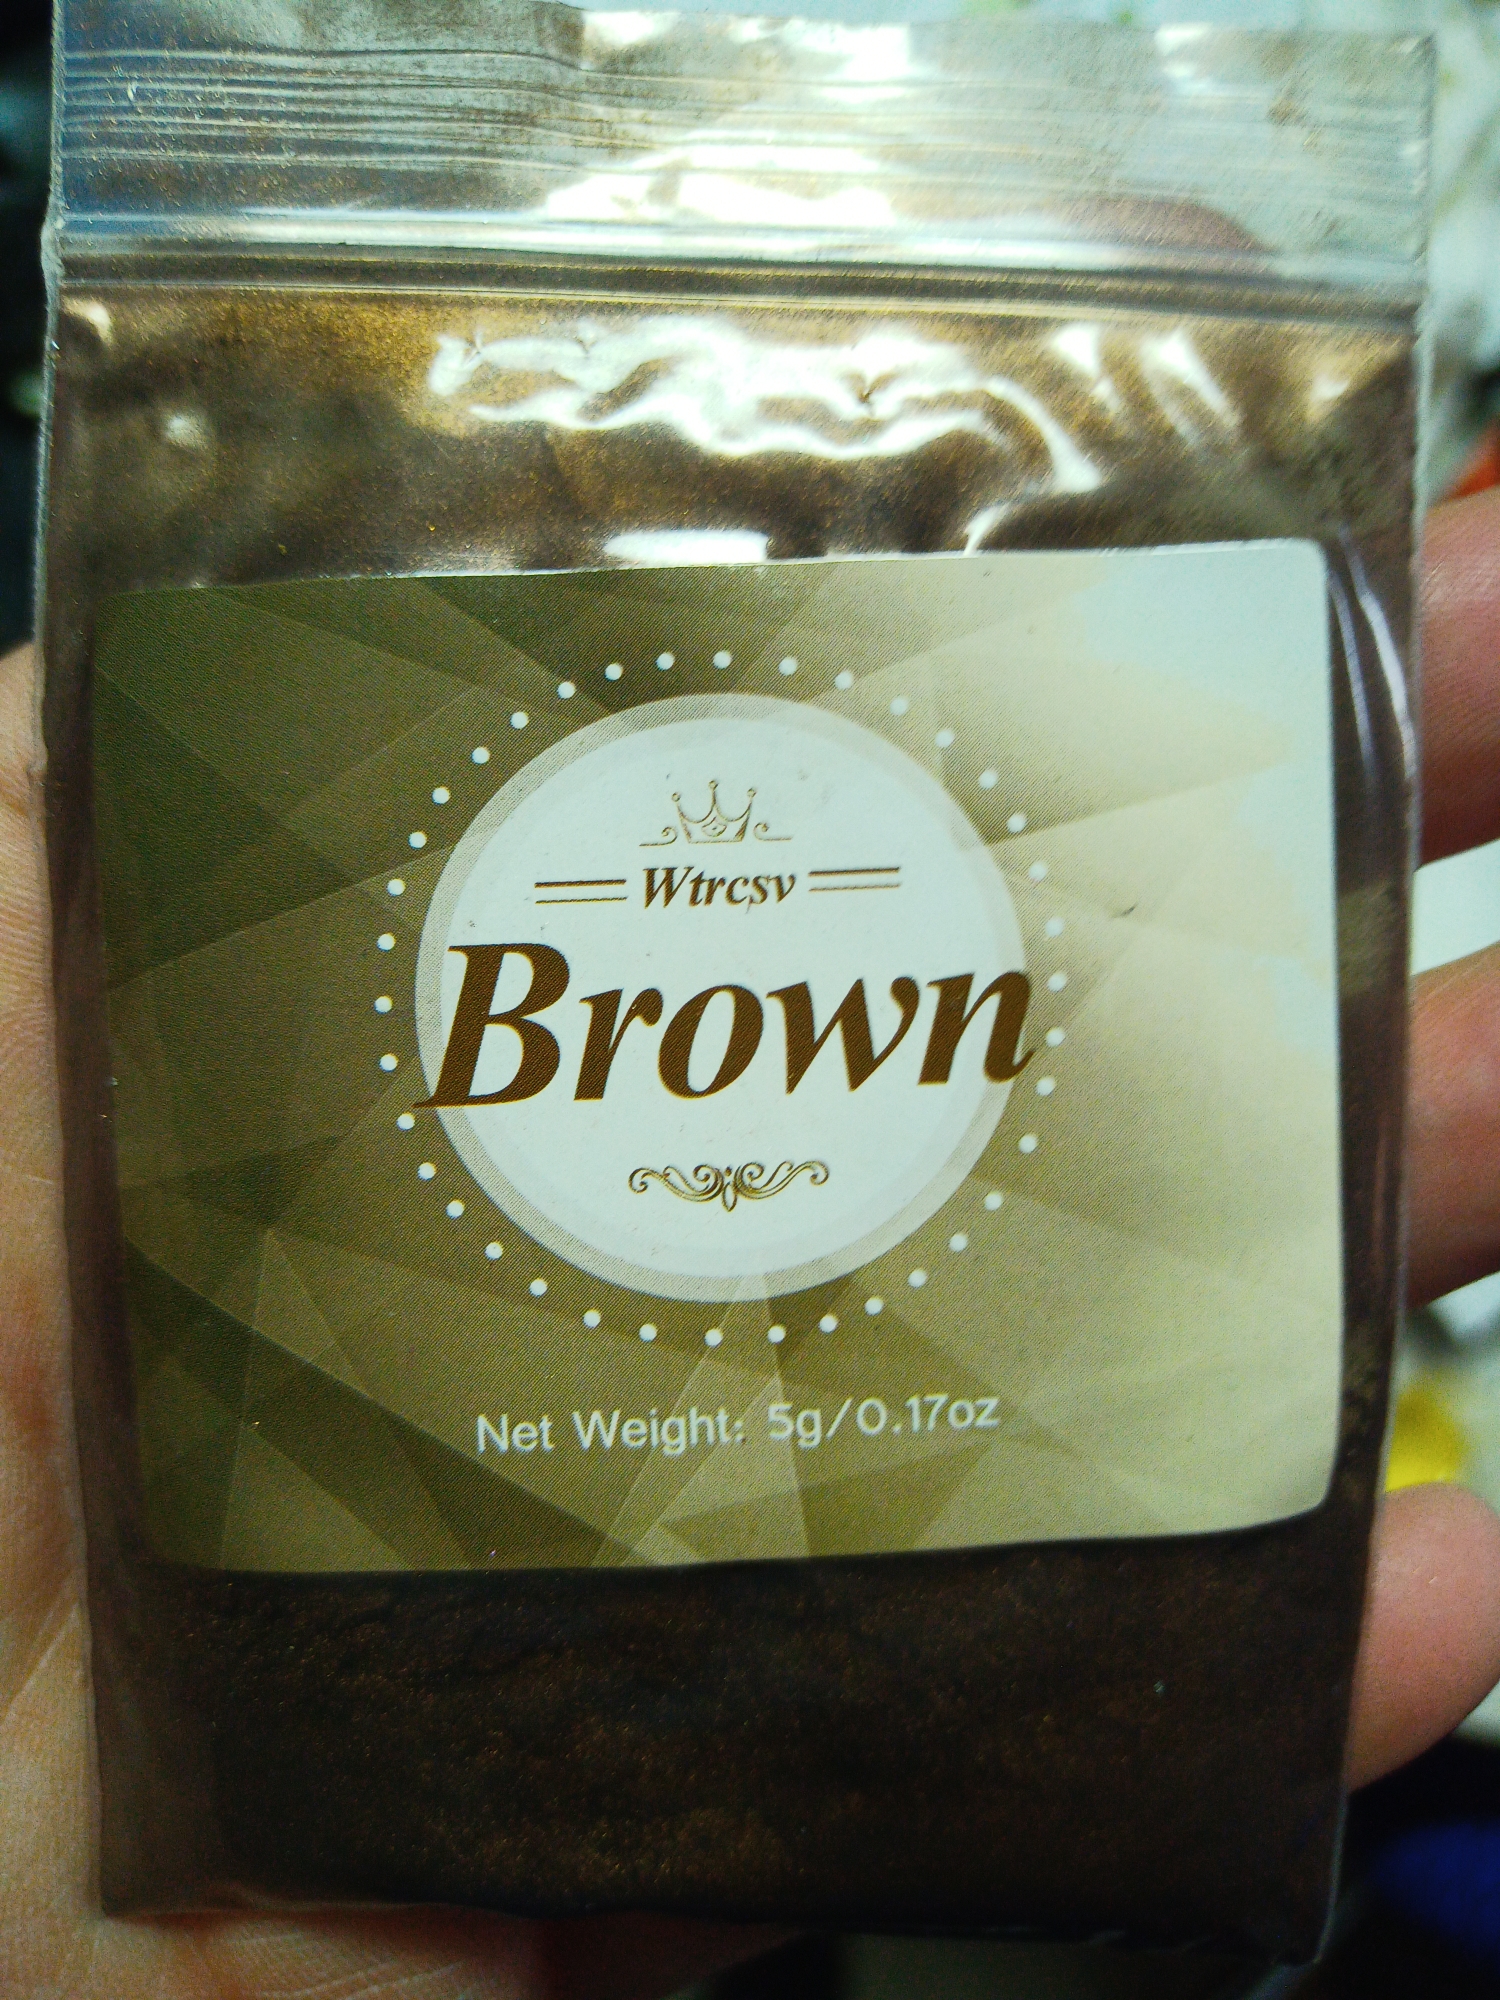 Wtrcsv
Brown
Net Weight: 5g/0.17oz